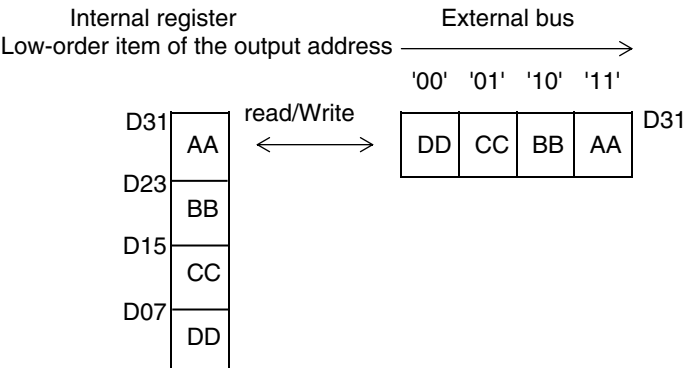 Internal register External bus
Low-order item of the output address
'00' '01' '10' '11'
D31 read/Write D31
AA DD CC BB AA
D23
BB
D15
CC
D07
DD